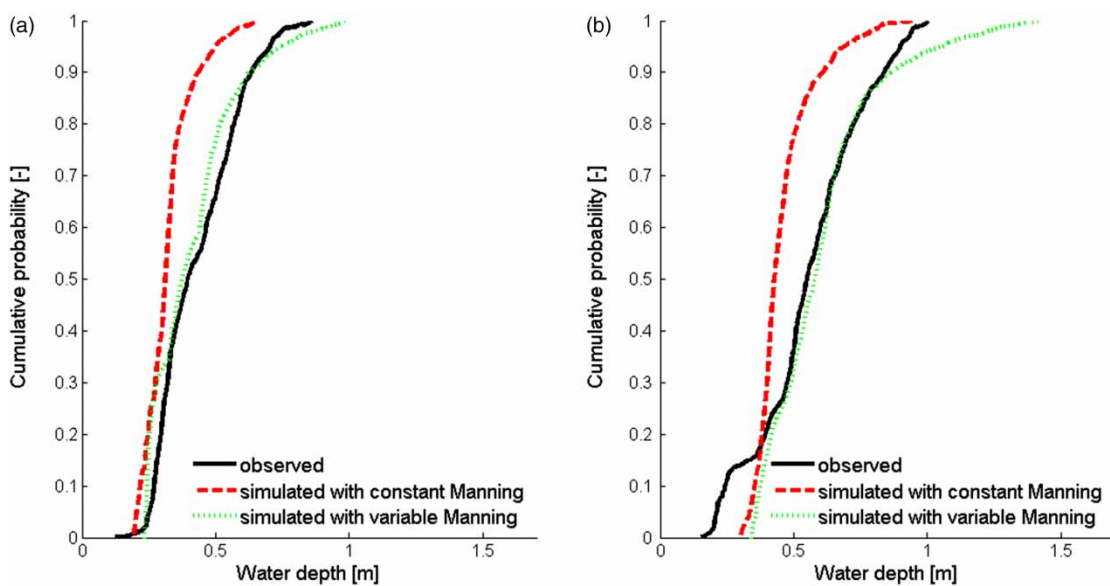 (a)
1
0.9
0.8
0.7
0.6
0.5
0.4
0.3
0.2
0.1
0
Cumulative probability [-]
observed
simulated with constant Manning
simulated with variable Manning
0 0.5 1 1.5
Water depth [m]
(b)
1
0.9
0.8
0.7
0.6
0.5
0.4
0.3
0.2
0.1
0
Cumulative probability [-]
observed
simulated with constant Manning
simulated with variable Manning
0 0.5 1 1.5
Water depth [m]